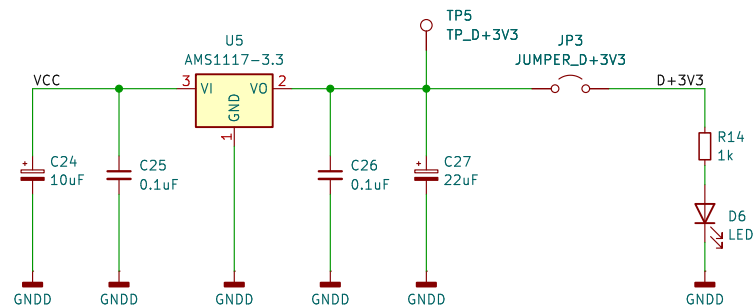 TP5
TP_D+3V3
U5
AMS1117-3.3
JP3
JUMPER_D+3V3
VCC
3
VI
VO
2
GND
1
D+3V3
C24
10uF
C25
0.1uF
C26
0.1uF
C27
22uF
R14
1k
D6
LED
GNDD
GNDD
GNDD
GNDD
GNDD
GNDD